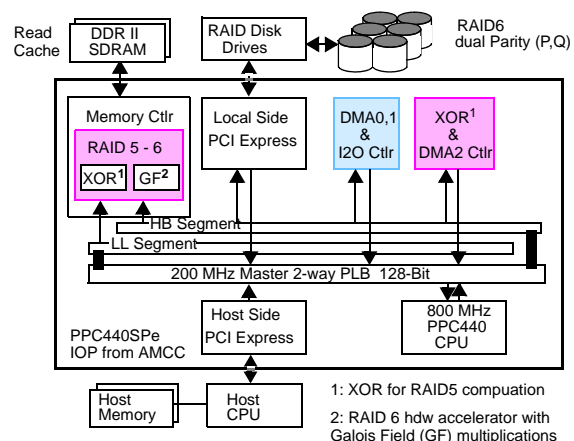 Read
Cache
DDR II
SDRAM
RAID Disk
Drives
RAID6
dual Parity (P,Q)
Memory Ctlr
RAID 5 - 6
XOR1
GF2
Local Side
PCI Express
DMA0,1
&
I2O Ctlr
XOR1
&
DMA2 Ctlr
HB Segment
LL Segment
200 MHz Master 2-way PLB 128-Bit
Host Side
PCI Express
800 MHz
PPC440
CPU
PPC440SPe
IOP from AMCC
Host
Memory
Host
CPU
1: XOR for RAID5 compuation
2: RAID 6 hdw accelerator with
Galois Field (GF) multiplications